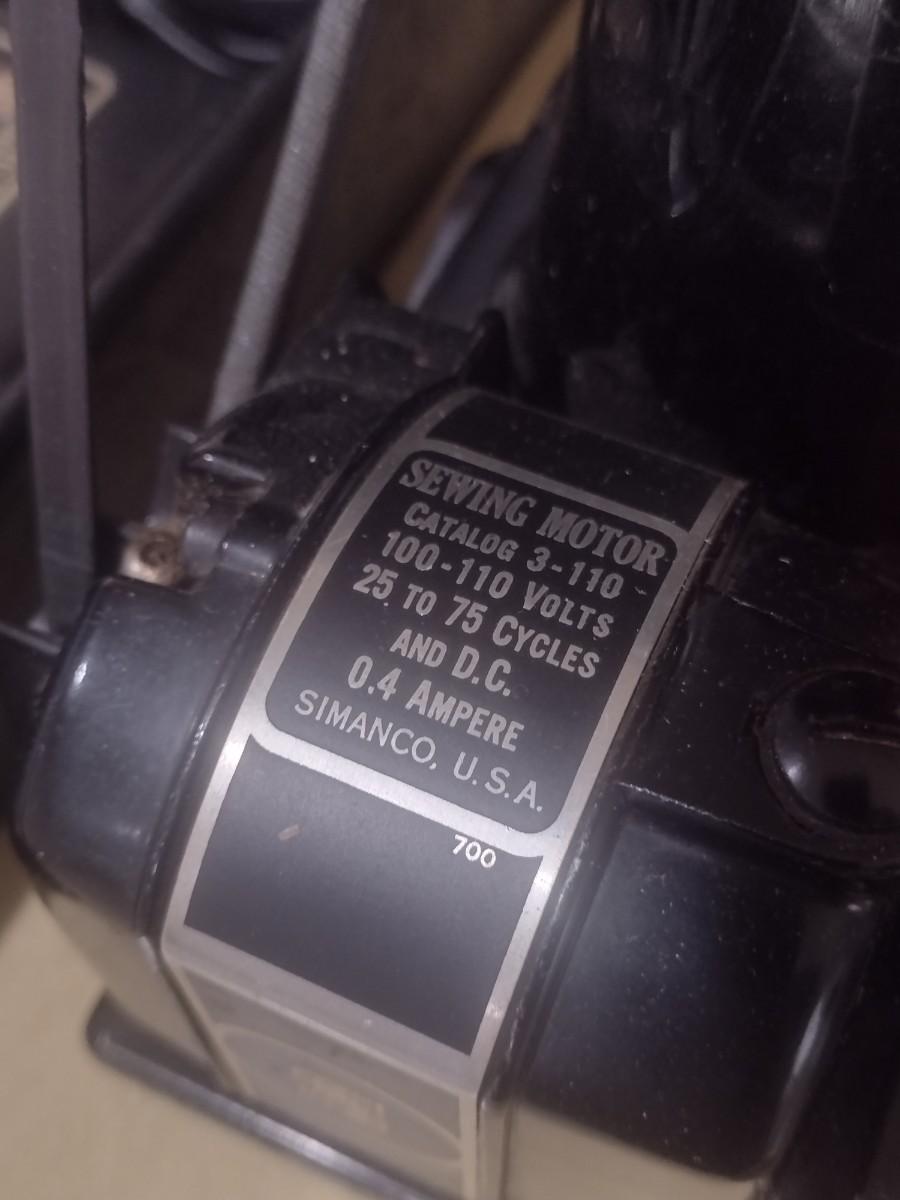 SEWING MOTOR
CATALOG 3-110
100-110 VOLTS
25 TO 75 CYCLES
AND D.C.
0.4 AMPERE
SIMANCO, U.S.A.
700